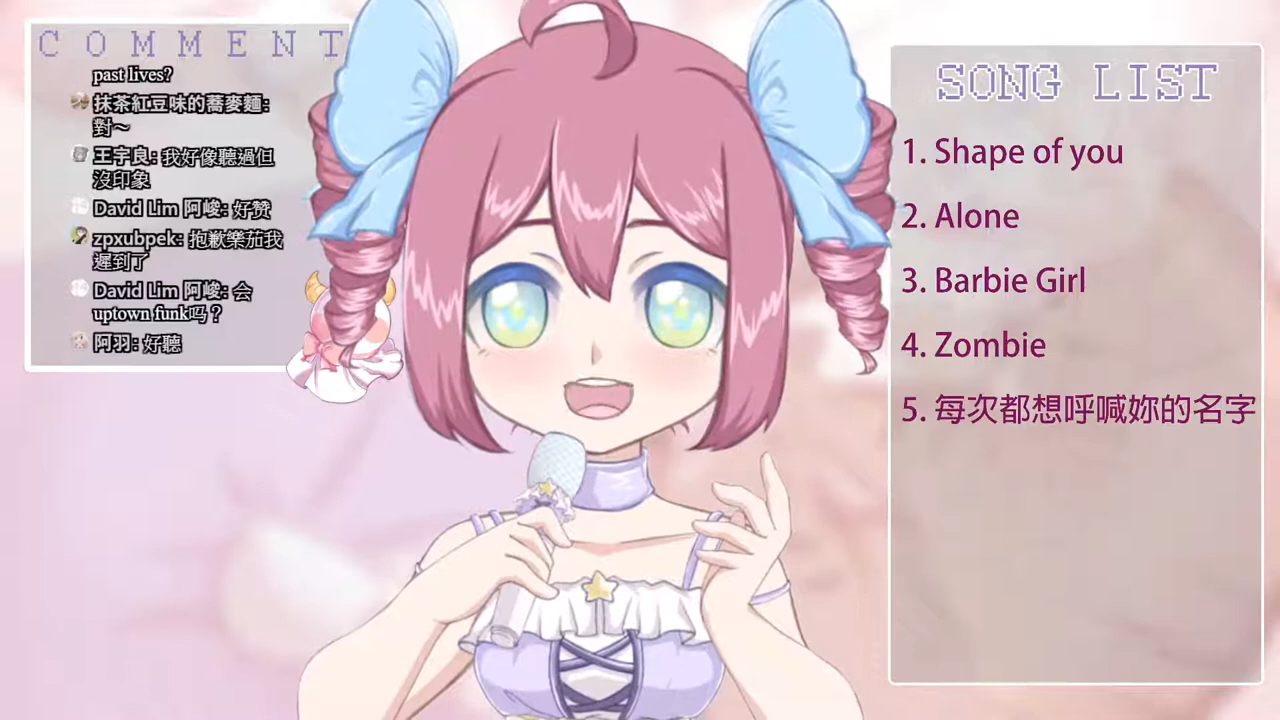 COMMENT
past lives?
抹茶紅豆味的蕎麥麵:
對～
王宇良: 我好像聽過但
沒印象
David Lim 阿峻: 好赞
zpxubpek: 抱歉樂茄我
遲到了
David Lim 阿峻: 会
uptown funk吗？
阿羽: 好聽
SONG LIST
1. Shape of you
2. Alone
3. Barbie Girl
4. Zombie
5. 每次都想呼喊妳的名字